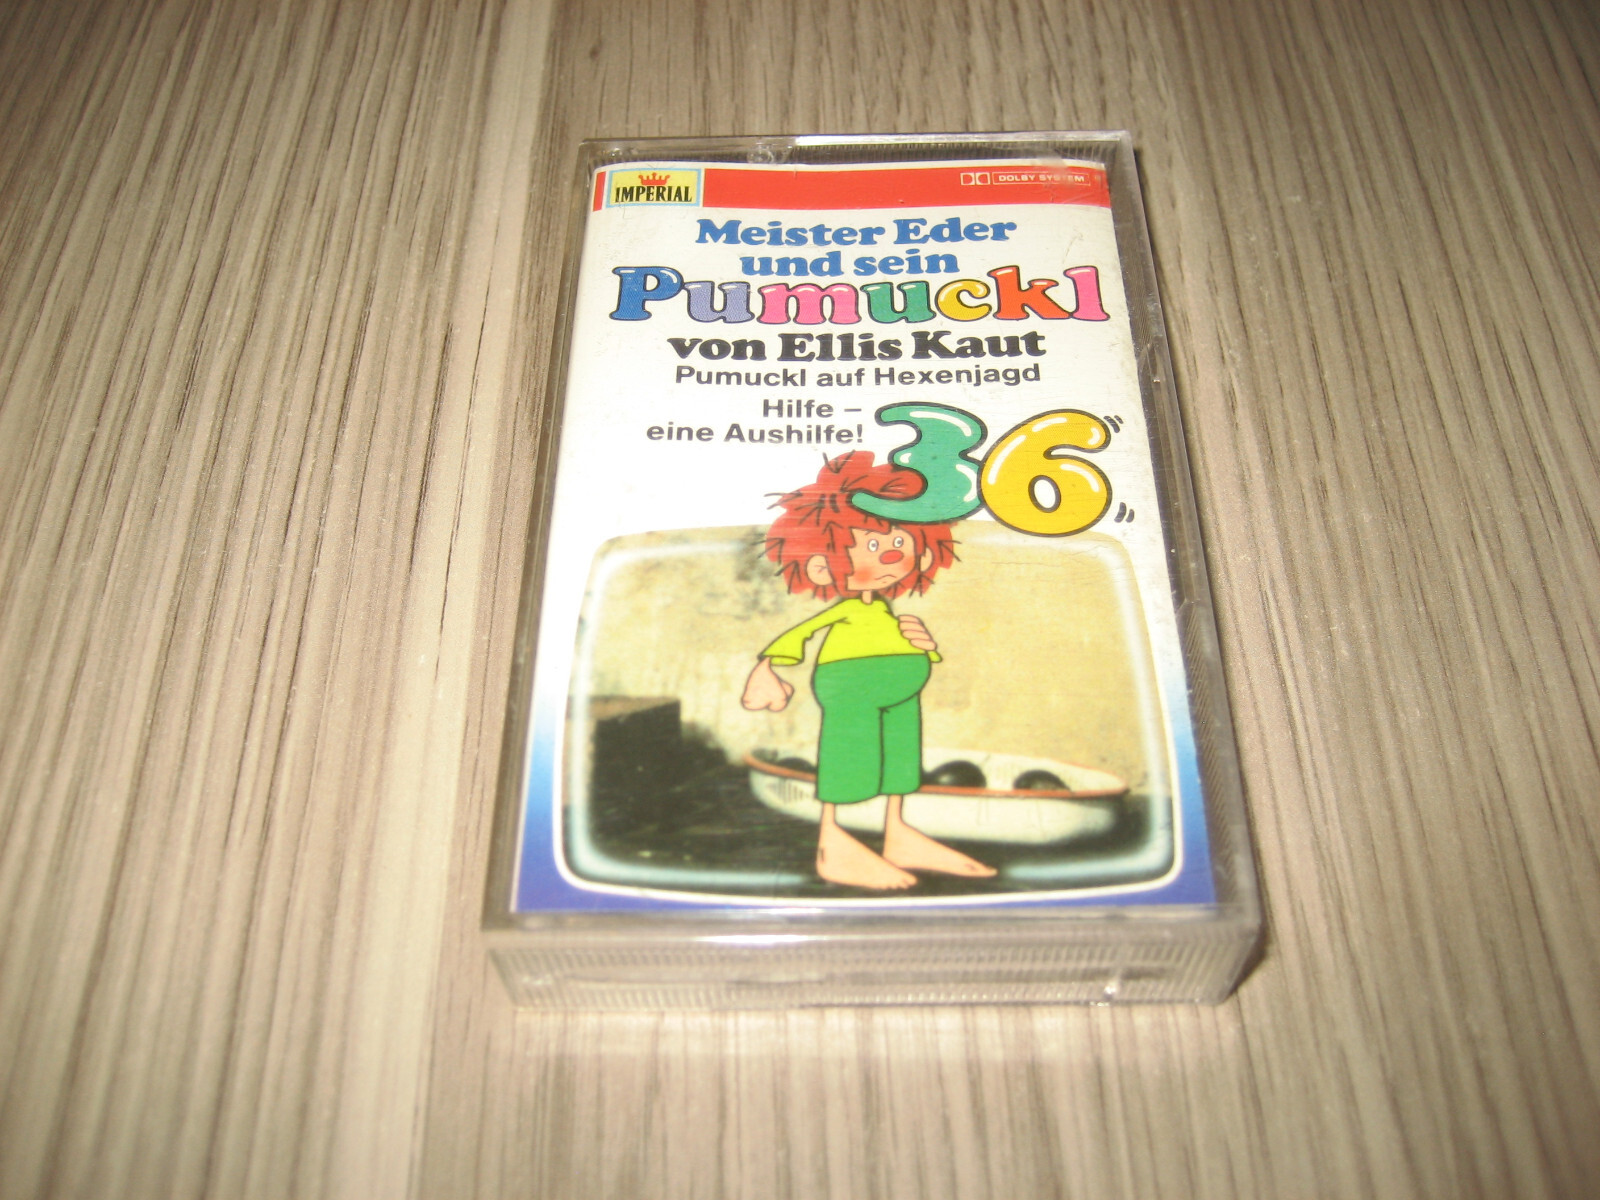 IMPERIAL
DOLBY SYSTEM
Meister Eder
und sein
Pumuckl
von Ellis Kaut
Pumuckl auf Hexenjagd
Hilfe –
eine Aushilfe!
36